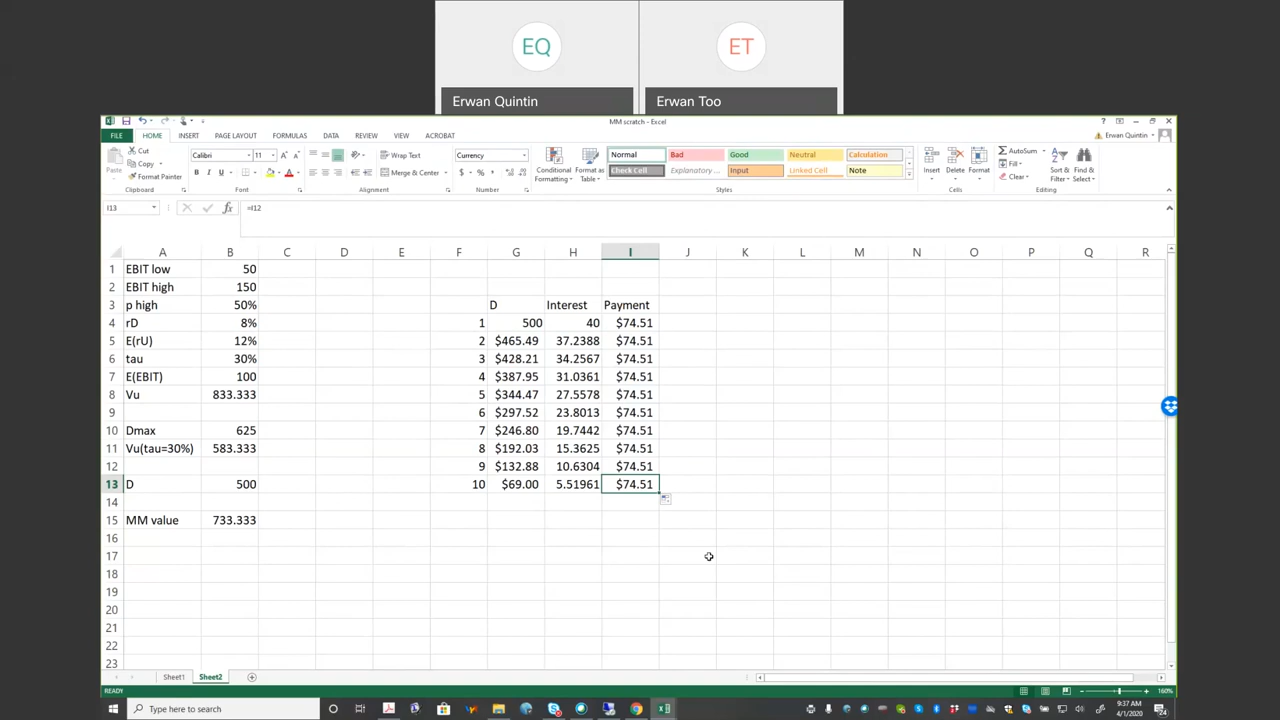 EQ
ET
Erwan Quintin
Erwan Too
MM scratch - Excel
FILE HOME INSERT PAGE LAYOUT FORMULAS DATA REVIEW VIEW ACROBAT
Erwan Quintin
Cut
Copy
Format Painter
Paste
Clipboard
Calibri 11
B I U
Font
Wrap Text
Merge & Center
Alignment
Currency
$ % ,
Number
Conditional Formatting
Format as Table
Normal Bad Good Neutral Calculation
Check Cell Explanatory ... Input Linked Cell Note
Styles
Insert Delete Format
Cells
AutoSum
Fill
Clear
Sort & Filter
Find & Select
Editing
I13 fx =I12
A B C D E F G H I J K L M N O P Q R
1 EBIT low 50
2 EBIT high 150
3 p high 50% D Interest Payment
4 rD 8% 1 500 40 $74.51
5 E(rU) 12% 2 $465.49 37.2388 $74.51
6 tau 30% 3 $428.21 34.2567 $74.51
7 E(EBIT) 100 4 $387.95 31.0361 $74.51
8 Vu 833.333 5 $344.47 27.5578 $74.51
9 6 $297.52 23.8013 $74.51
10 Dmax 625 7 $246.80 19.7442 $74.51
11 Vu(tau=30%) 583.333 8 $192.03 15.3625 $74.51
12 9 $132.88 10.6304 $74.51
13 D 500 10 $69.00 5.51961 $74.51
14
15 MM value 733.333
16
17
18
19
20
21
22
23
Sheet1 Sheet2
READY
160%
Type here to search
9:37 AM
4/1/2020
24